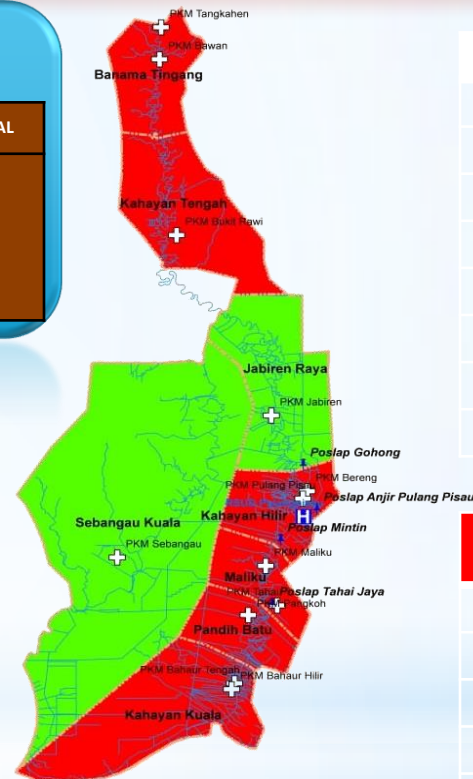 PKM Tangkahen
PKM Bawan
Banama Tingang
AL
Kahayan Tengah
PKM Bukit Rawi
Jabiren Raya
PKM Jabiren
Poslap Gohong
PKM Bereng
PKM Pulang Pisau
Poslap Anjir Pulang Pisau
Kahayan Hilir
H
Sebangau Kuala
Poslap Mintin
PKM Sebangau
PKM Maliku
Maliku
PKM Tahai
Poslap Tahai Jaya
PKM Pangkoh
Pandih Batu
PKM Bahaur Tengah
PKM Bahaur Hilir
Kahayan Kuala